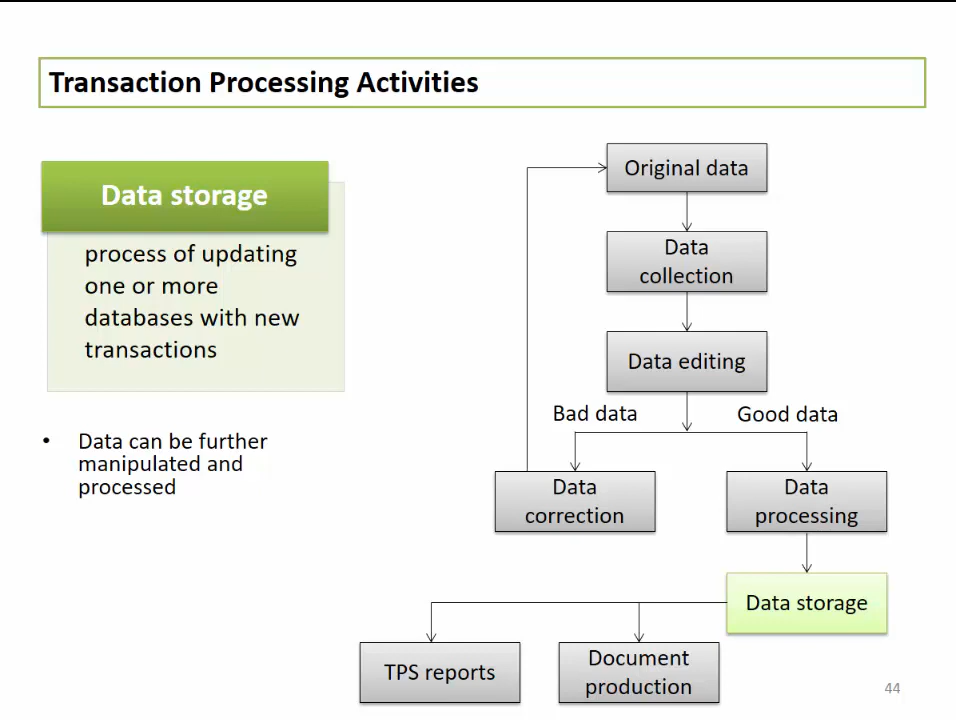 Transaction Processing Activities
Data storage
process of updating
one or more
databases with new
transactions
• Data can be further
manipulated and
processed
Original data
Data
collection
Data editing
Bad data
Good data
Data
correction
Data
processing
Data storage
TPS reports
Document
production
44